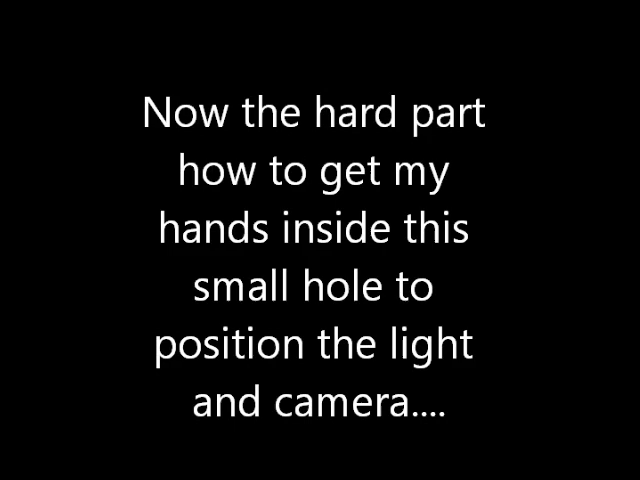 Now the hard part
how to get my
hands inside this
small hole to
position the light
and camera....